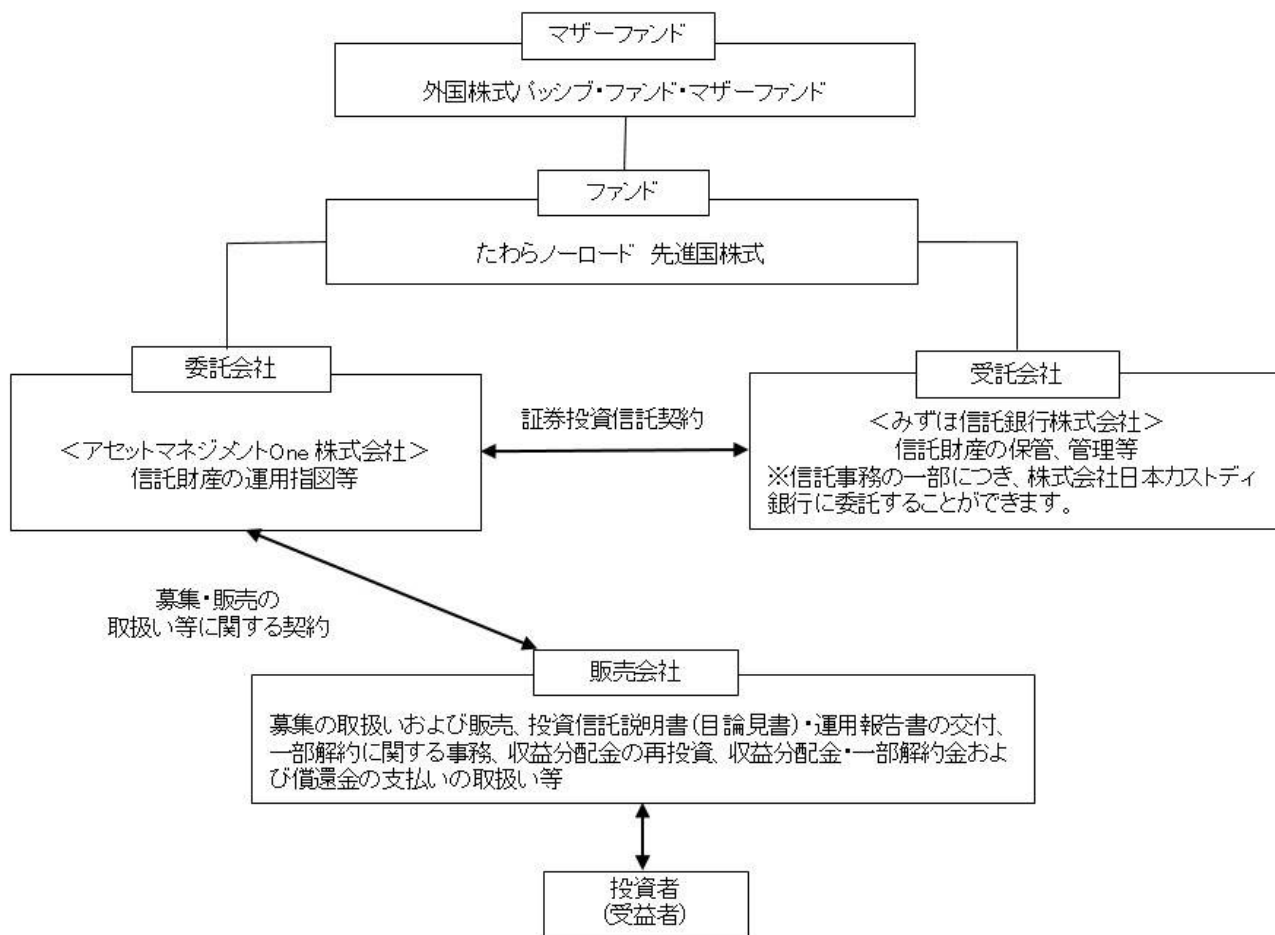 マザーファンド
外国株式パッシブ・ファンド・マザーファンド
ファンド
たわらノーロード 先進国株式
委託会社
<アセットマネジメントOne 株式会社>
信託財産の運用指図等
証券投資信託契約
受託会社
<みずほ信託銀行株式会社>
信託財産の保管、管理等
※信託事務の一部につき、株式会社日本カストディ
銀行に委託することができます。
募集・販売の
取扱い等に関する契約
販売会社
募集の取扱いおよび販売、投資信託説明書(目論見書)・運用報告書の交付、
一部解約に関する事務、収益分配金の再投資、収益分配金・一部解約金およ
び償還金の支払いの取扱い等
投資者
(受益者)